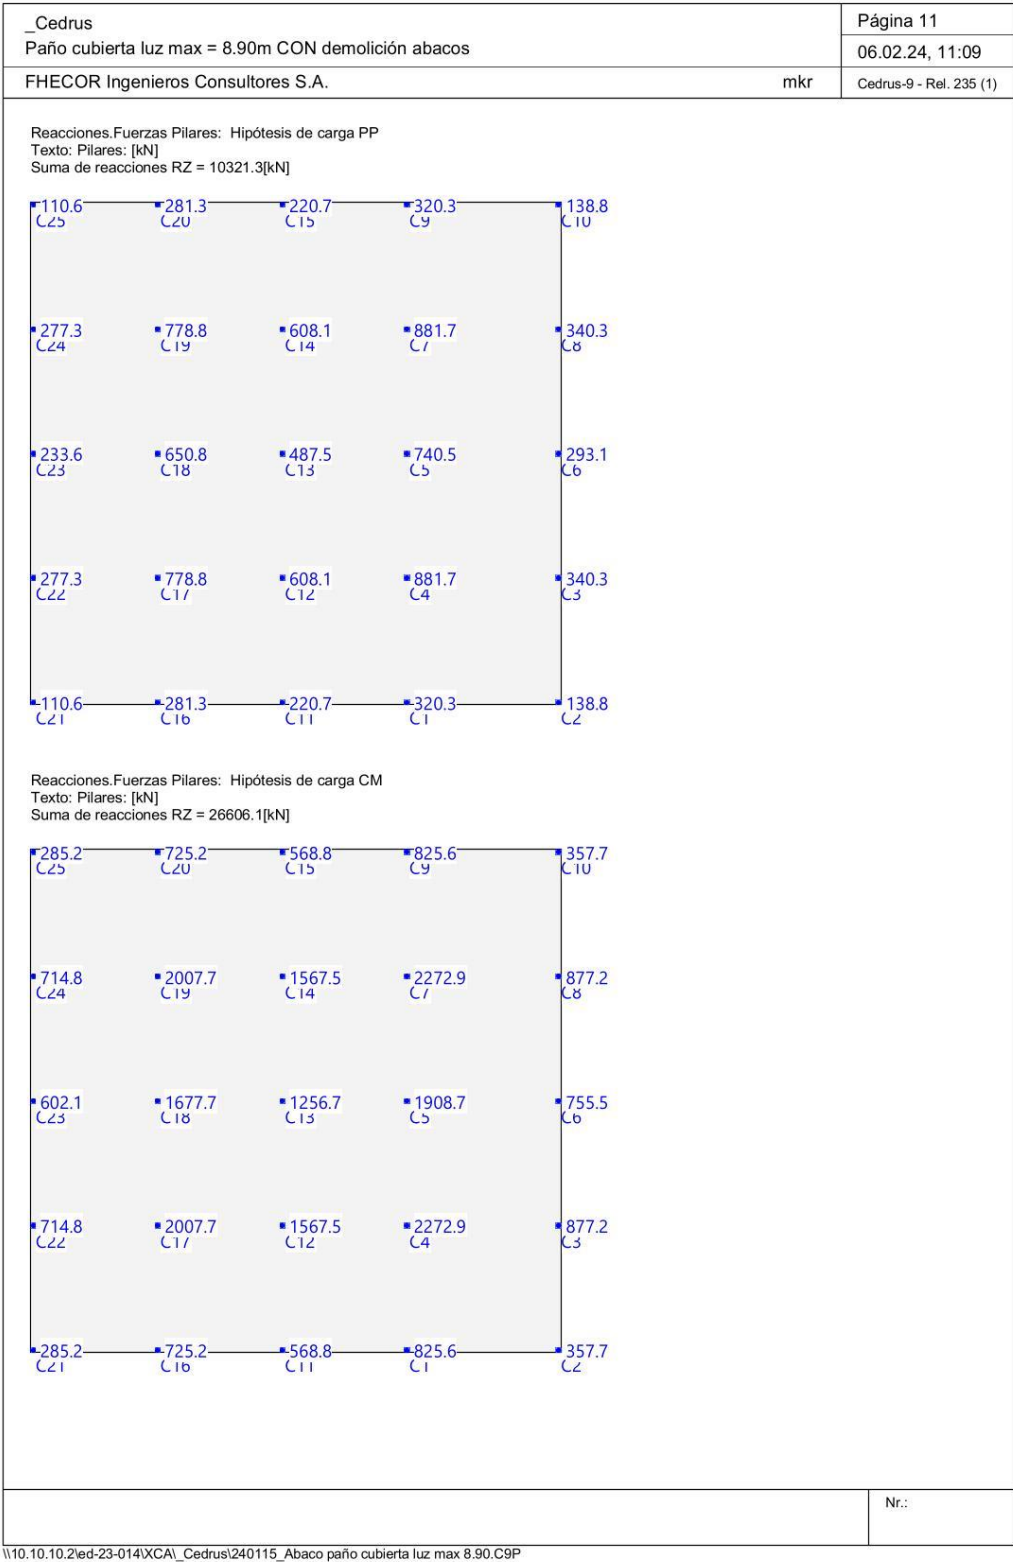 _Cedrus
Página 11
Paño cubierta luz max = 8.90m CON demolición abacos
06.02.24, 11:09
FHECOR Ingenieros Consultores S.A. mkr
Cedrus-9 - Rel. 235 (1)
Reacciones.Fuerzas Pilares: Hipótesis de carga PP
Texto: Pilares: [kN]
Suma de reacciones RZ = 10321.3[kN]
110.6 281.3 220.7 320.3 138.8
C25 C20 C15 C9 C10
277.3 778.8 608.1 881.7 340.3
C24 C19 C14 C7 C8
233.6 650.8 487.5 740.5 293.1
C23 C18 C13 C5 C6
277.3 778.8 608.1 881.7 340.3
C22 C17 C12 C4 C3
110.6 281.3 220.7 320.3 138.8
C21 C16 C11 C1 C2
Reacciones.Fuerzas Pilares: Hipótesis de carga CM
Texto: Pilares: [kN]
Suma de reacciones RZ = 26606.1[kN]
285.2 725.2 568.8 825.6 357.7
C25 C20 C15 C9 C10
714.8 2007.7 1567.5 2272.9 877.2
C24 C19 C14 C7 C8
602.1 1677.7 1256.7 1908.7 755.5
C23 C18 C13 C5 C6
714.8 2007.7 1567.5 2272.9 877.2
C22 C17 C12 C4 C3
285.2 725.2 568.8 825.6 357.7
C21 C16 C11 C1 C2
Nr.:
\\10.10.10.2\ed-23-014\XCA\_Cedrus\240115_Abaco paño cubierta luz max 8.90.C9P